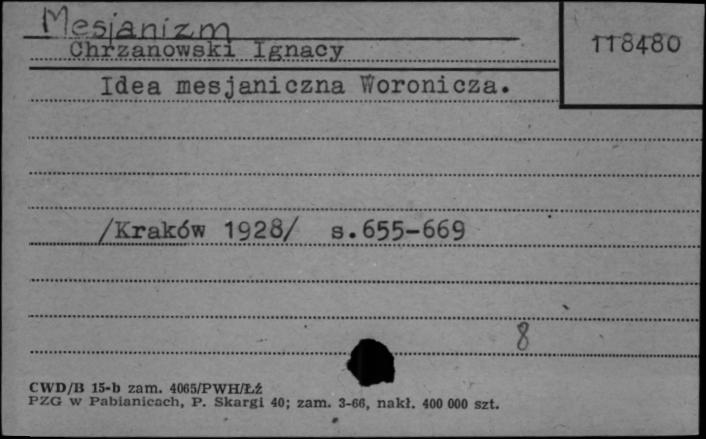 Mesjanizm
118480
Chrzanowski Ignacy
Idea mesjaniczna Woronicza.
/Kraków 1928/ s.655-669
8
CWD/B 15-b zam. 4065/PWH/ŁŹ
PZG w Pabianicach, P. Skargi 40; zam. 3-66, nakł. 400 000 szt.